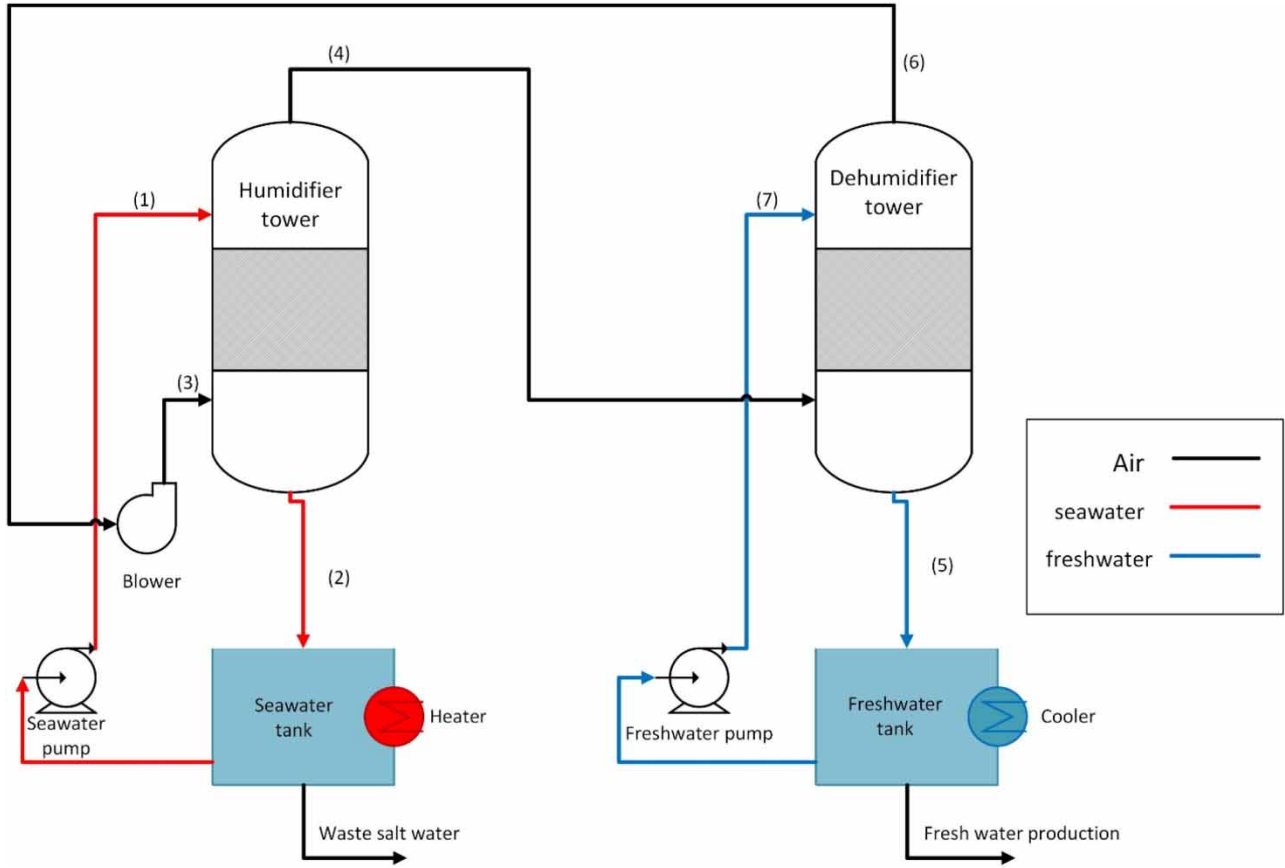 (4)
(6)
(1)
Humidifier
tower
(7)
Dehumidifier
tower
(3)
Air
seawater
freshwater
Blower
(2)
(5)
Seawater
pump
Seawater
tank
Heater
Freshwater pump
Freshwater
tank
Cooler
Waste salt water
Fresh water production